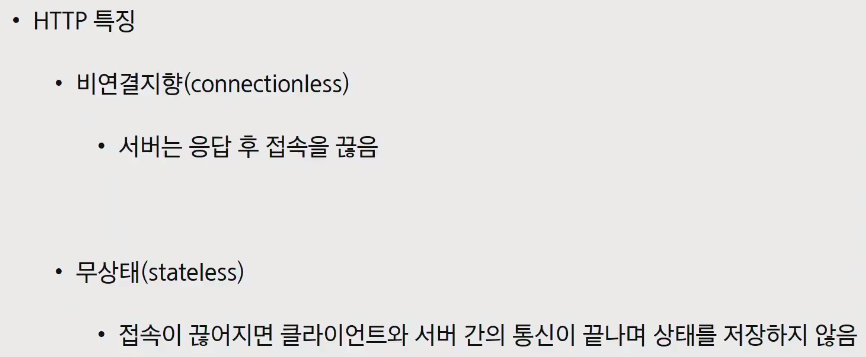 • HTTP 특징
• 비연결지향(connectionless)
• 서버는 응답 후 접속을 끊음
• 무상태(stateless)
• 접속이 끊어지면 클라이언트와 서버 간의 통신이 끝나며 상태를 저장하지 않음